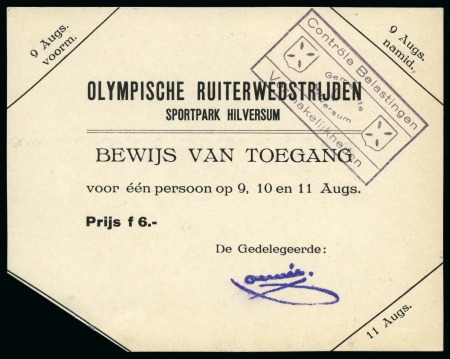 9 Augs.
voorm.
9 Augs.
namid.
Contrôle Belastingen
Gemeente
Hilversum
Vermakelijkheden
OLYMPISCHE RUITERWEDSTRIJDEN
SPORTPARK HILVERSUM
BEWIJS VAN TOEGANG
voor één persoon op 9, 10 en 11 Augs.
Prijs f 6.-
De Gedelegeerde:
11 Augs.